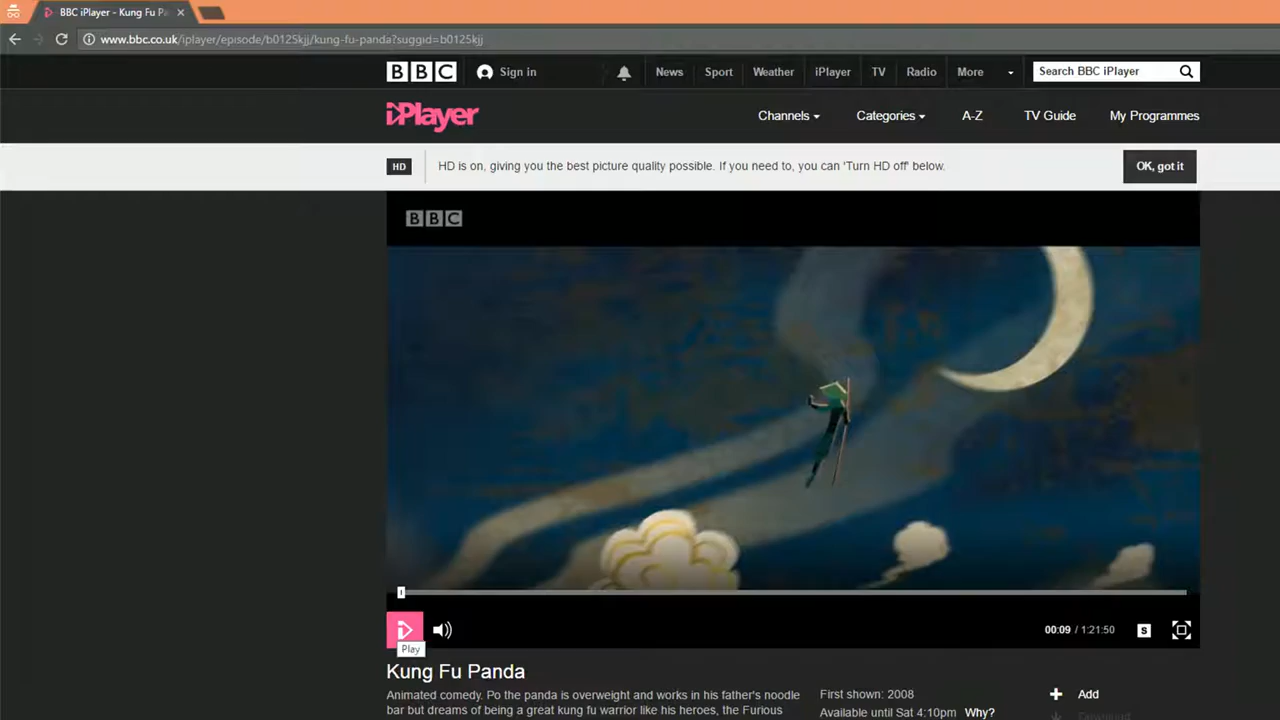 BBC iPlayer - Kung Fu Pa
www.bbc.co.uk/iplayer/episode/b0125kjj/kung-fu-panda?suggid=b0125kjj
BBC Sign in News Sport Weather iPlayer TV Radio More Search BBC iPlayer
iPlayer Channels Categories A-Z TV Guide My Programmes
HD HD is on, giving you the best picture quality possible. If you need to, you can 'Turn HD off' below. OK, got it
BBC
00:09 / 1:21:50 S
Play
Kung Fu Panda
Animated comedy. Po the panda is overweight and works in his father's noodle
bar but dreams of being a great kung fu warrior like his heroes, the Furious
First shown: 2008
Available until Sat 4:10pm Why?
Add
Download